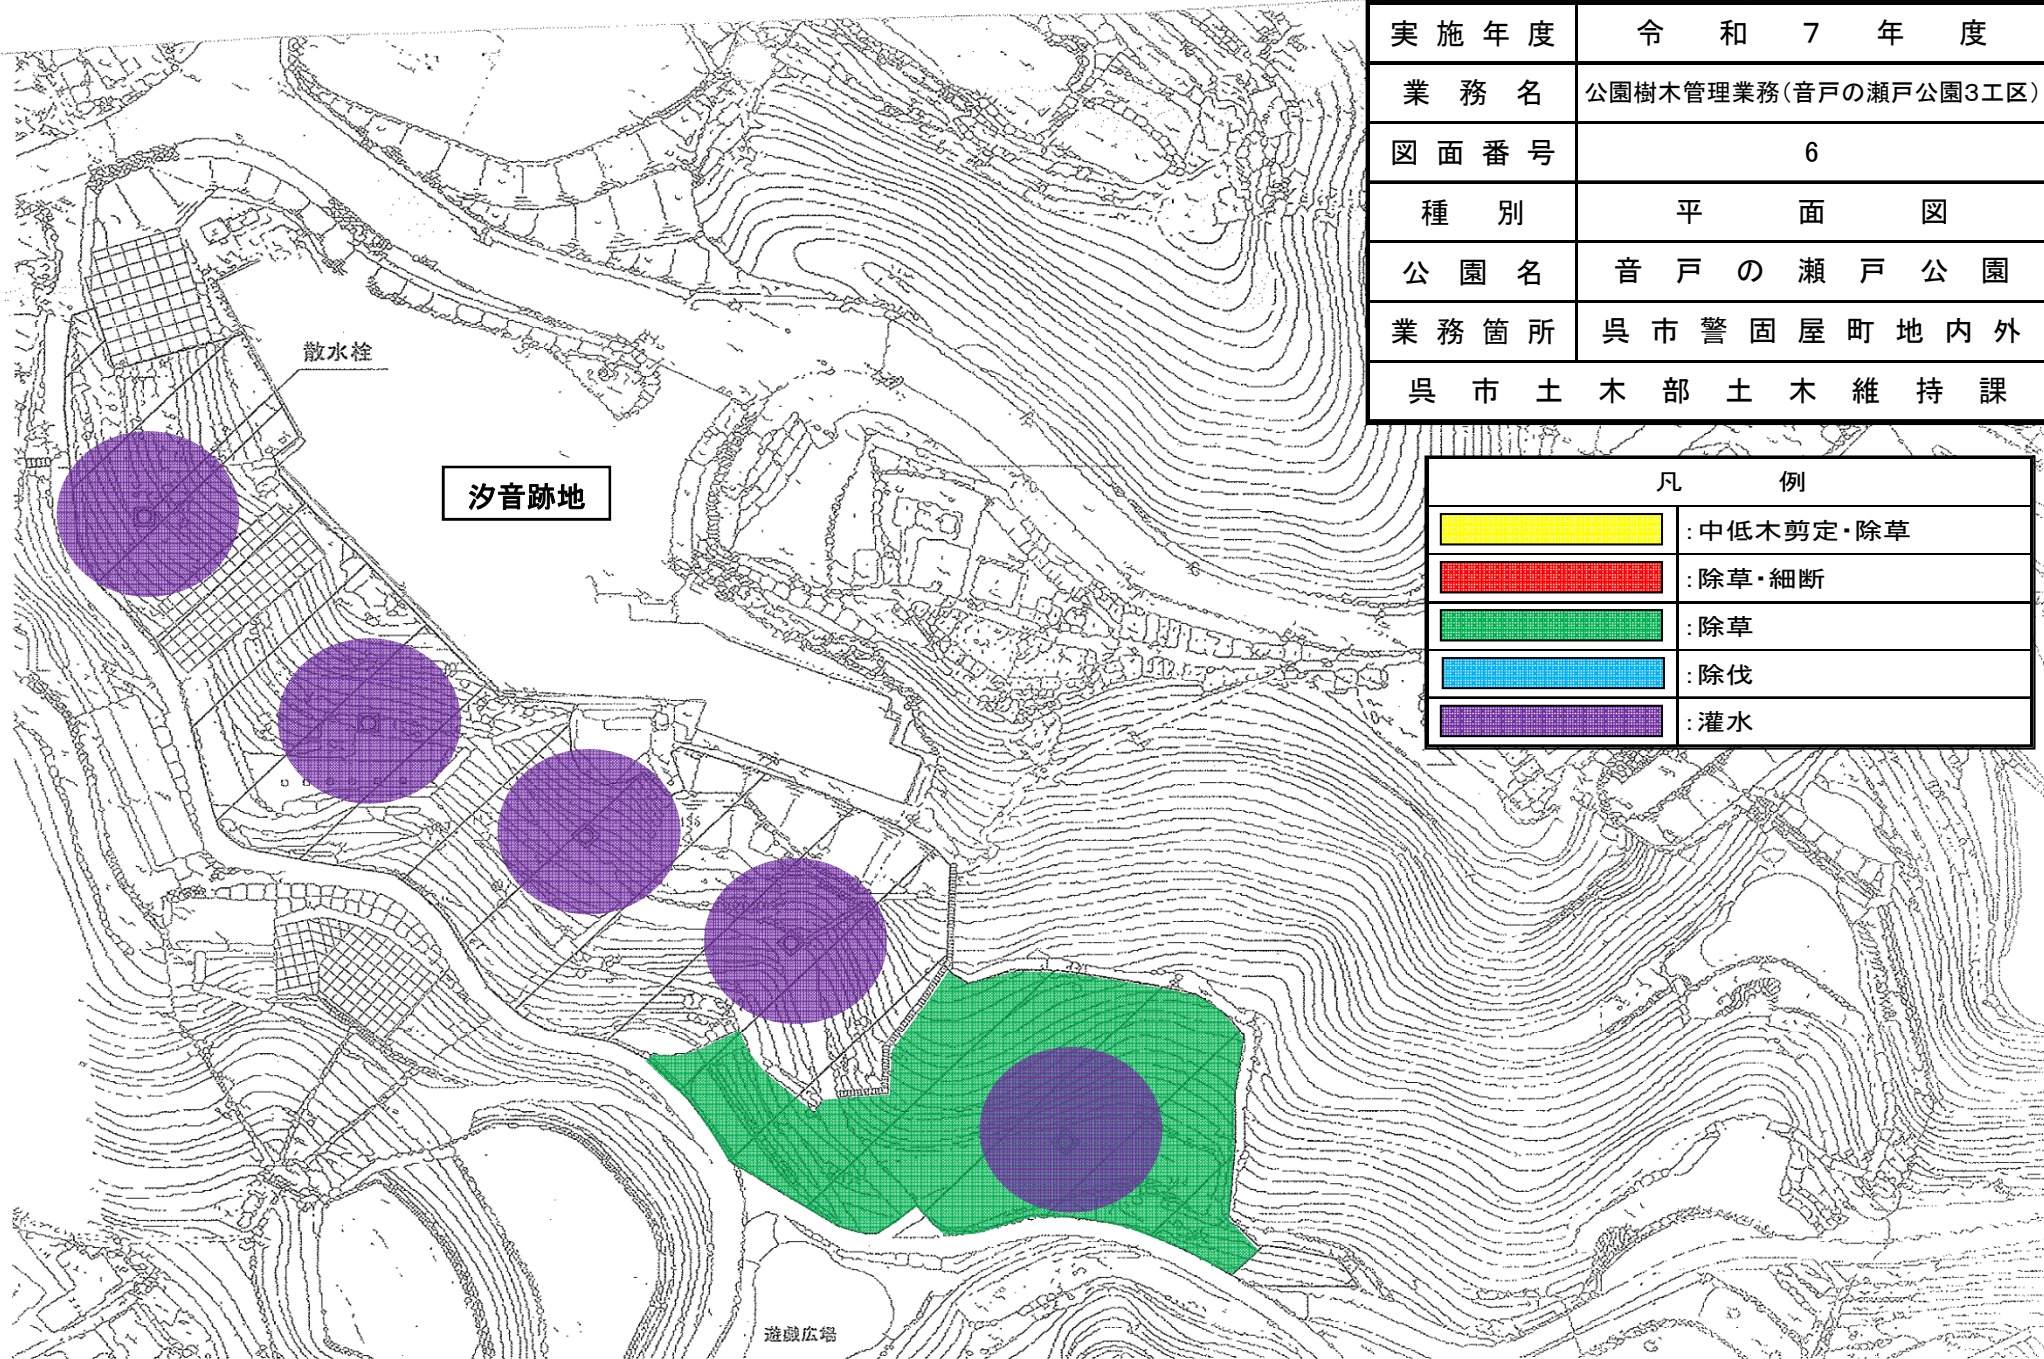 実施年度 令和7年度
業務名 公園樹木管理業務(音戸の瀬戸公園3工区)
図面番号 6
種別 平面図
公園名 音戸の瀬戸公園
業務箇所 呉市警固屋町地内外
呉市土木部土木維持課
散水栓
汐音跡地
凡例
:中低木剪定・除草
:除草・細断
:除草
:除伐
:灌水
遊戯広場